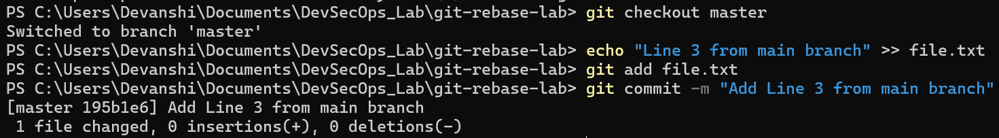 PS C:\Users\Devanshi\Documents\DevSecOps_Lab\git-rebase-lab> git checkout master
Switched to branch 'master'
PS C:\Users\Devanshi\Documents\DevSecOps_Lab\git-rebase-lab> echo "Line 3 from main branch" >> file.txt
PS C:\Users\Devanshi\Documents\DevSecOps_Lab\git-rebase-lab> git add file.txt
PS C:\Users\Devanshi\Documents\DevSecOps_Lab\git-rebase-lab> git commit -m "Add Line 3 from main branch"
[master 195b1e6] Add Line 3 from main branch
 1 file changed, 0 insertions(+), 0 deletions(-)